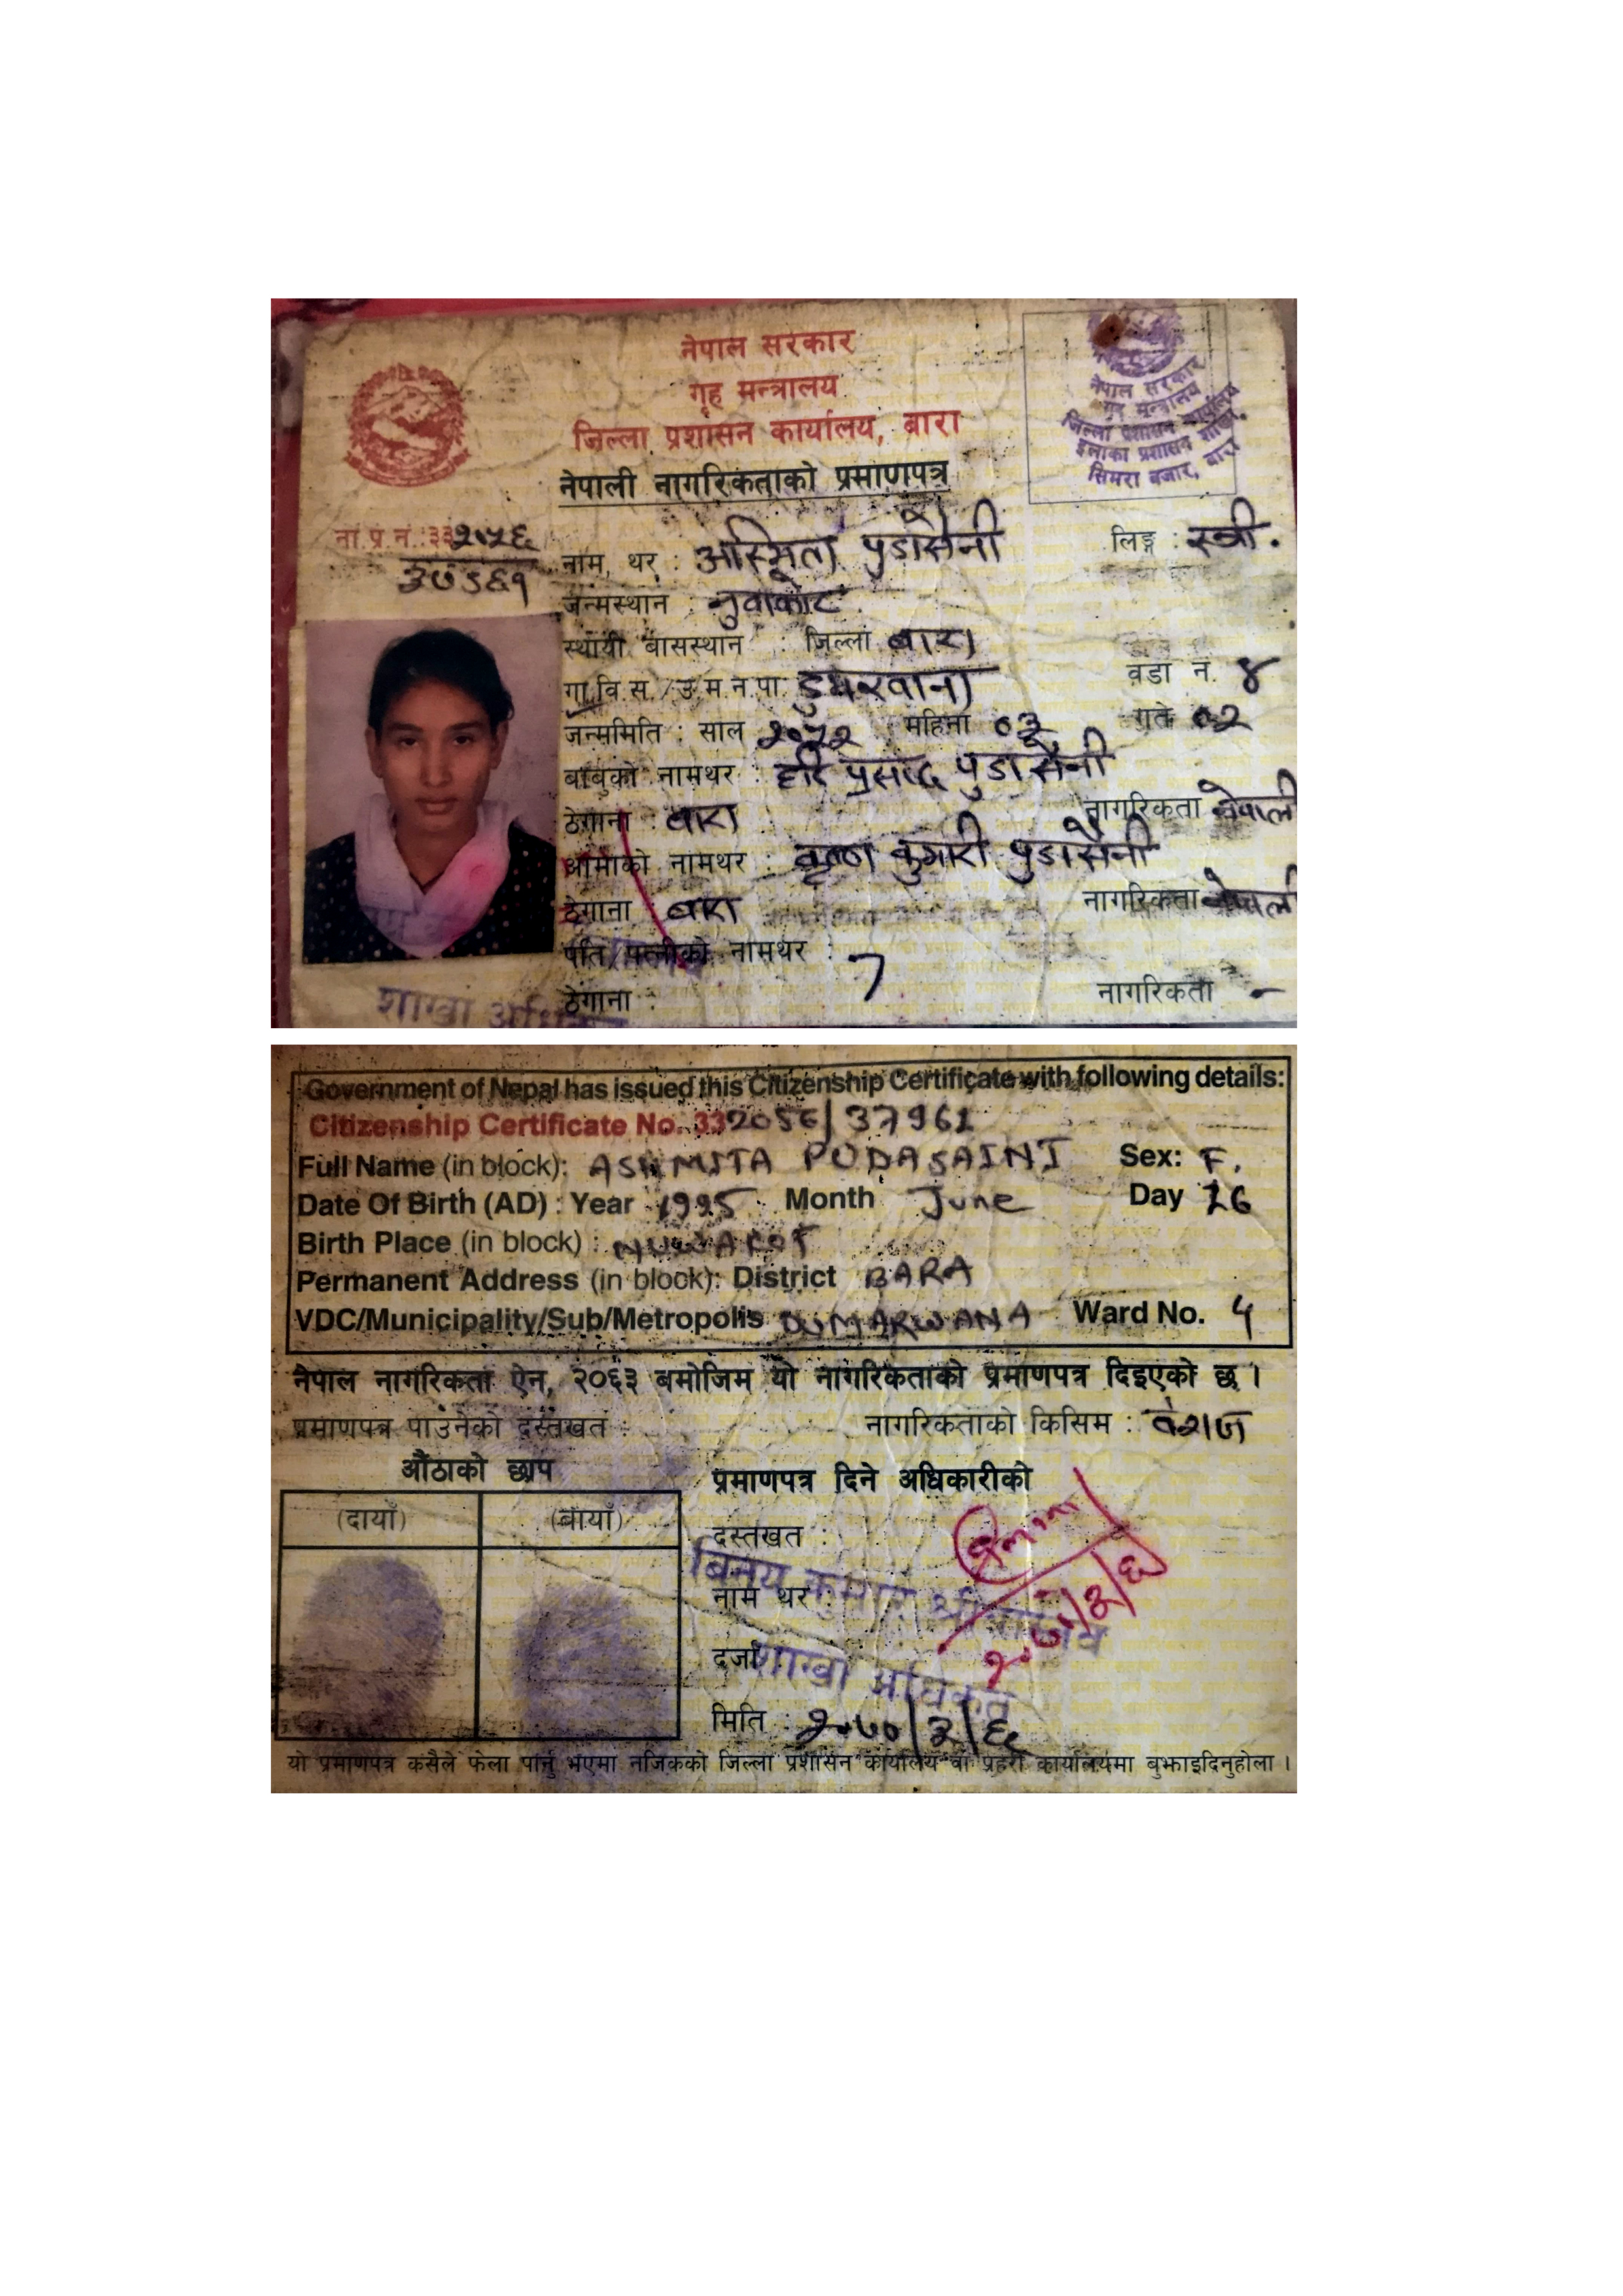 नेपाल सरकार
गृह मन्त्रालय
जिल्ला प्रशासन कार्यालय, बारा
नेपाली नागरिकताको प्रमाणपत्र
नेपाल सरकार
गृह मन्त्रालय
जिल्ला प्रशासन कार्यालय
इलाका प्रशासन शाखा,
सिमरा बजार, बारा
ना.प्र.नं.:३३२०५६
नाम, थर : अस्मिता पुडासैनी लिङ्ग : स्त्री.
जन्मस्थान : नुवाकोट
स्थायी बासस्थान : जिल्ला बारा
गा.वि.स./उ.म.न.पा. डुमरवाना वडा नं. ४
जन्ममिति : साल २०५२ महिना ०३ गते ०२
बाबुको नामथर : हरि प्रसाद पुडासैनी
ठेगाना : बारा नागरिकता नेपाली
आमाको नामथर : कृष्ण कुमारी पुडासैनी
ठेगाना बारा नागरिकता नेपाली
पति/पत्नीको नामथर :
ठेगाना : नागरिकता -
शाखा अधिकृत
Government of Nepal has issued this Citizenship Certificate with following details:
Citizenship Certificate No. 332056/37961
Full Name (in block): ASHMITA PUDASAINI Sex: F.
Date Of Birth (AD) : Year 1995 Month June Day 16
Birth Place (in block) : NUWAKOT
Permanent Address (in block): District BARA
VDC/Municipality/Sub/Metropolis DUMARWANA Ward No. 4
नेपाल नागरिकता ऐन, २०६३ बमोजिम यो नागरिकताको प्रमाणपत्र दिइएको छ ।
प्रमाणपत्र पाउनेको दस्तखत : नागरिकताको किसिम : वंशज
औंठाको छाप
प्रमाणपत्र दिने अधिकारीको
(दायाँ) (बायाँ)
दस्तखत :
२०७०/३/६
बिनय कुमार श्रीवास्तव
नाम थर :
दर्जा शाखा अधिकृत
मिति : २०७०/३/६
यो प्रमाणपत्र कसैले फेला पार्नु भएमा नजिकको जिल्ला प्रशासन कार्यालय वा प्रहरी कार्यालयमा बुझाइदिनुहोला ।